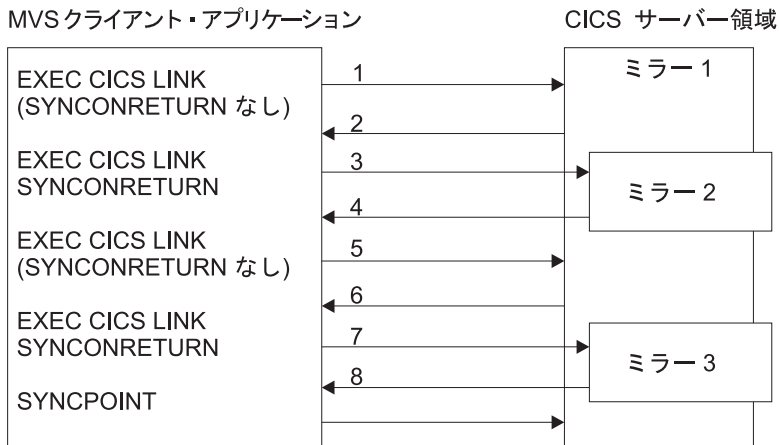 MVSクライアント・アプリケーション
CICS サーバー領域
EXEC CICS LINK
(SYNCONRETURN なし)
1
ミラー 1
2
EXEC CICS LINK
SYNCONRETURN
3
ミラー 2
4
EXEC CICS LINK
(SYNCONRETURN なし)
5
6
EXEC CICS LINK
SYNCONRETURN
7
ミラー 3
8
SYNCPOINT